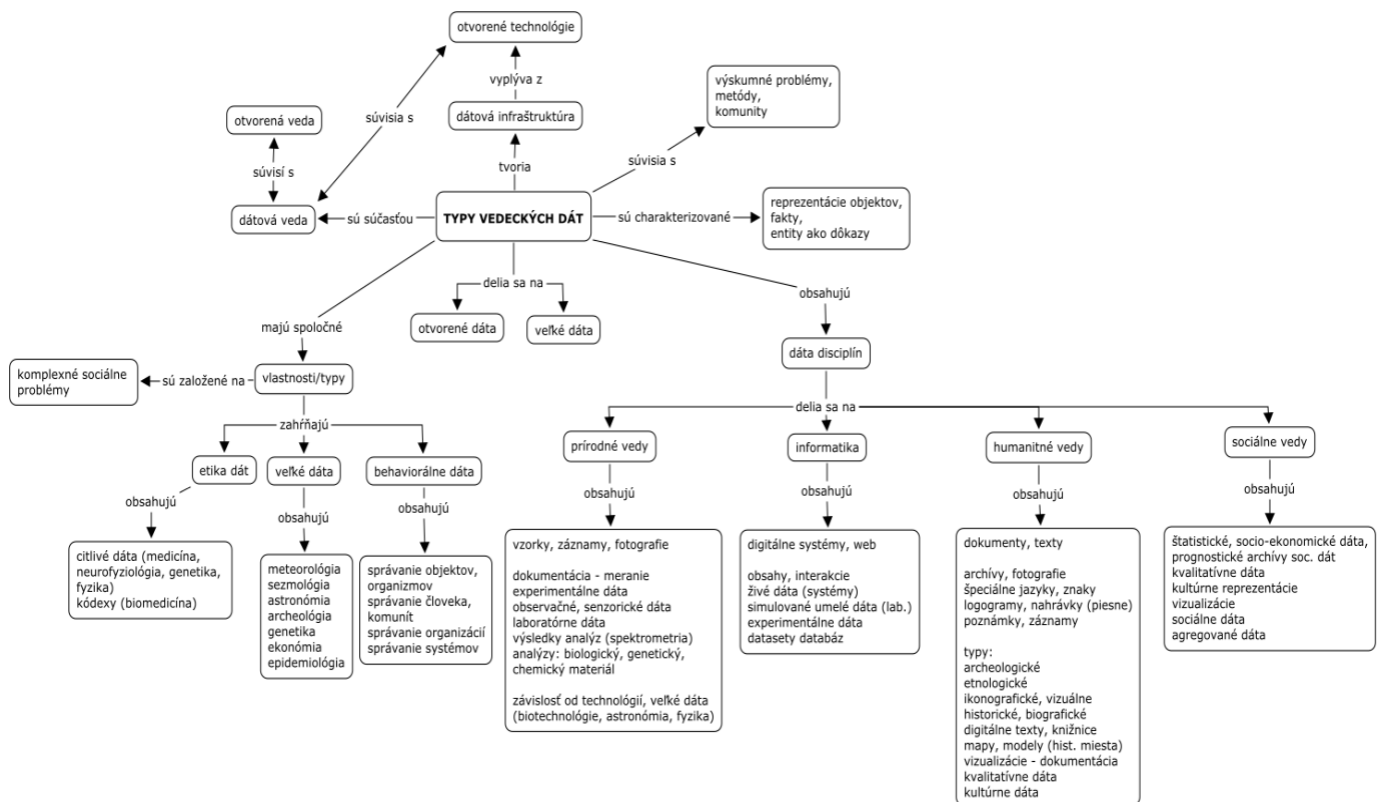 otvorené technológie
vyplýva z
výskumné problémy,
metódy,
komunity
otvorená veda
súvisia s
dátová infraštruktúra
súvisí s
tvoria
súvisia s
dátová veda
sú súčasťou
TYPY VEDECKÝCH DÁT
sú charakterizované
reprezentácie objektov,
fakty,
entity ako dôkazy
delia sa na
obsahujú
otvorené dáta
veľké dáta
majú spoločné
dáta disciplín
komplexné sociálne
problémy
sú založené na
vlastnosti/typy
delia sa na
zahŕňajú
prírodné vedy
informatika
humanitné vedy
sociálne vedy
etika dát
veľké dáta
behaviorálne dáta
obsahujú
obsahujú
obsahujú
obsahujú
obsahujú
obsahujú
obsahujú
citlivé dáta (medicína,
neurofyziológia, genetika,
fyzika)
kódexy (biomedicína)
meteorológia
sezmológia
astronómia
archeológia
genetika
ekonómia
epidemiológia
správanie objektov,
organizmov
správanie človeka,
komunít
správanie organizácií
správanie systémov
vzorky, záznamy, fotografie
dokumentácia - meranie
experimentálne dáta
observačné, senzorické dáta
laboratórne dáta
výsledky analýz (spektrometria)
analýzy: biologický, genetický,
chemický materiál
závislosť od technológií, veľké dáta
(biotechnológie, astronómia, fyzika)
digitálne systémy, web
obsahy, interakcie
živé dáta (systémy)
simulované umelé dáta (lab.)
experimentálne dáta
datasety databáz
dokumenty, texty
archívy, fotografie
špeciálne jazyky, znaky
logogramy, nahrávky (piesne)
poznámky, záznamy
typy:
archeologické
etnologické
ikonografické, vizuálne
historické, biografické
digitálne texty, knižnice
mapy, modely (hist. miesta)
vizualizácie - dokumentácia
kvalitatívne dáta
kultúrne dáta
štatistické, socio-ekonomické dáta,
prognostické archívy soc. dát
kvalitatívne dáta
kultúrne reprezentácie
vizualizácie
sociálne dáta
agregované dáta